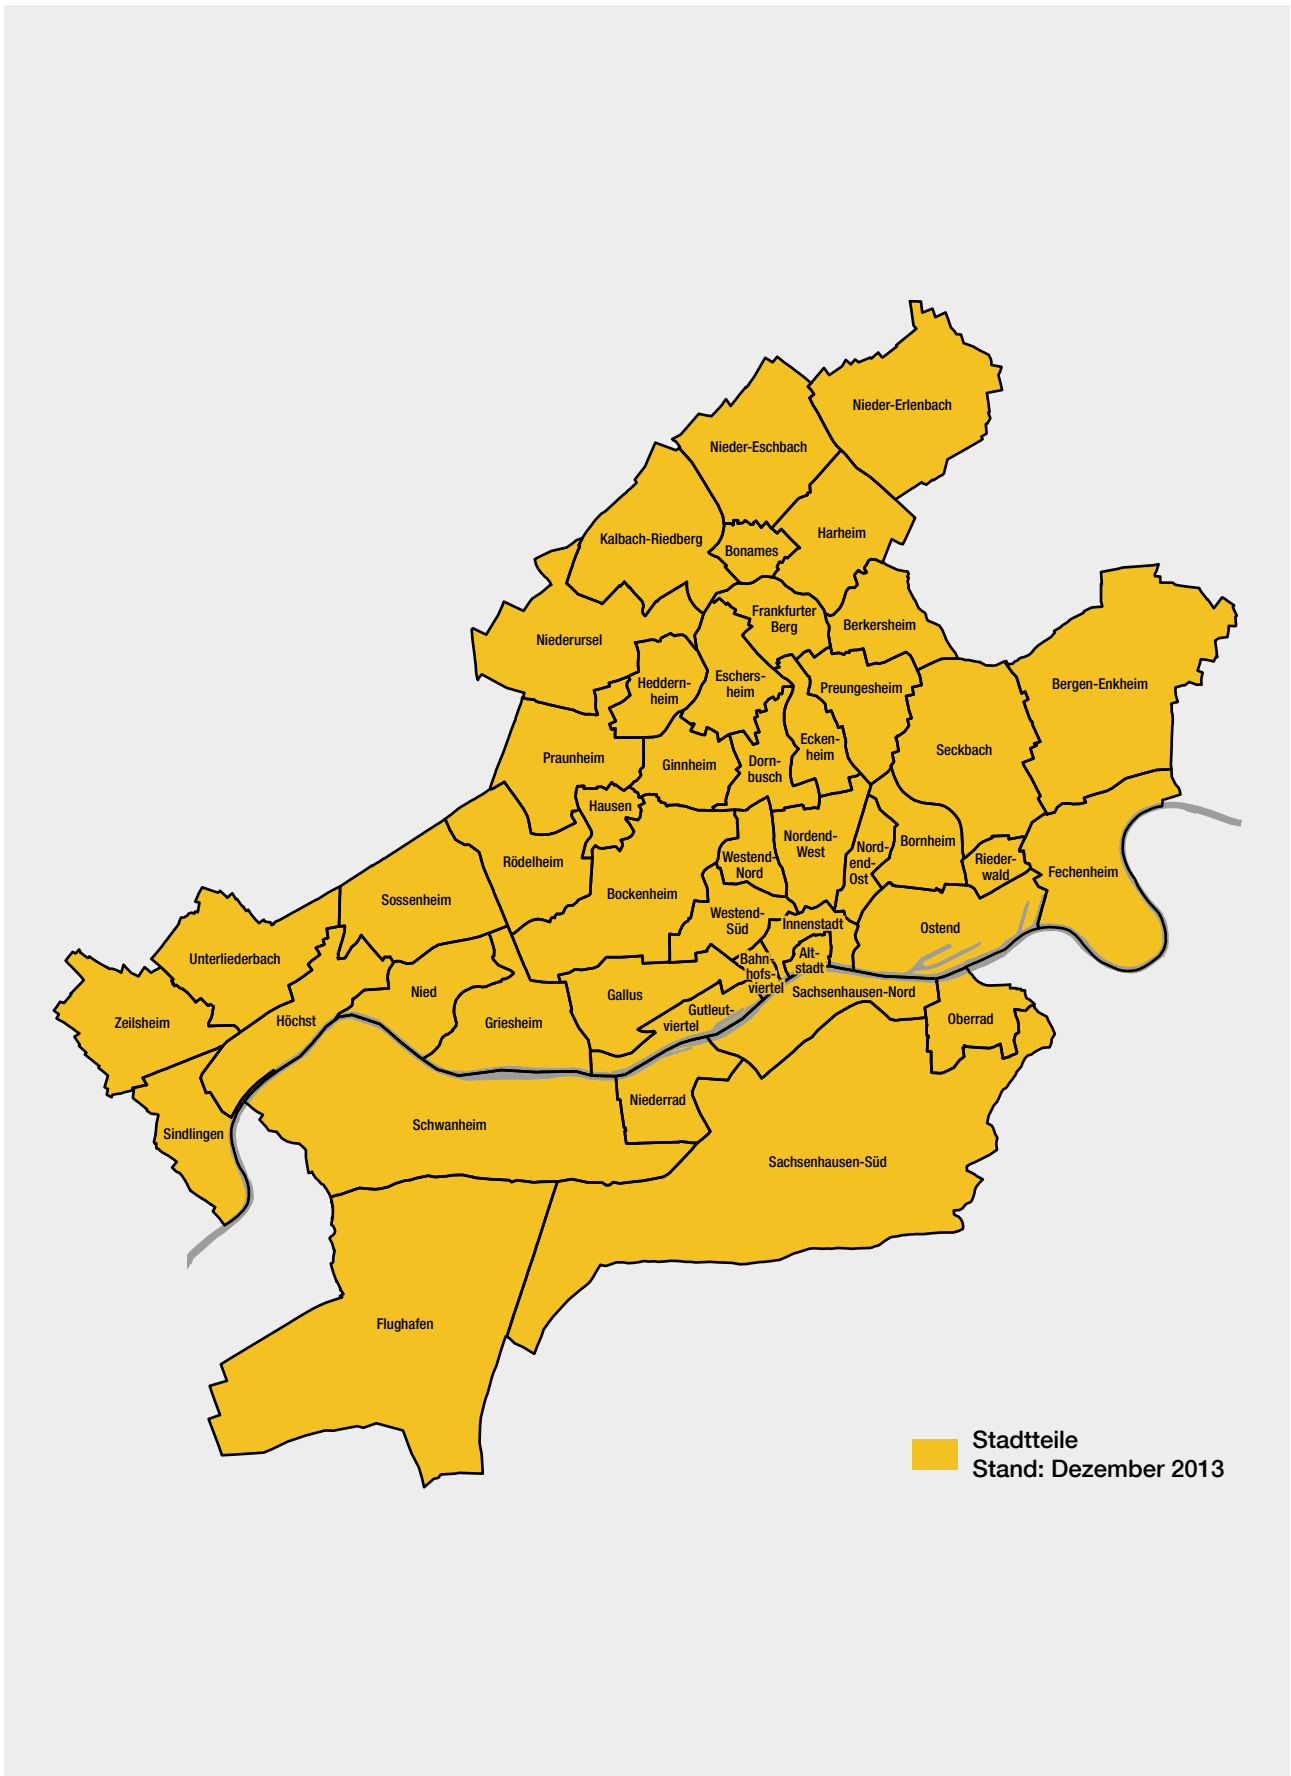 Nieder-Erlenbach
Nieder-Eschbach
Harheim
Kalbach-Riedberg
Bonames
Frankfurter
Berg
Berkersheim
Niederursel
Heddern-
heim
Eschers-
heim
Preungesheim
Bergen-Enkheim
Seckbach
Praunheim
Ginnheim
Dorn-
busch
Ecken-
heim
Hausen
Rödelheim
Bockenheim
Westend-
Nord
Nordend-
West
Nord-
end-
Ost
Bornheim
Rieder-
wald
Fechenheim
Sossenheim
Westend-
Süd
Innenstadt
Ostend
Unterliederbach
Alt-
stadt
Bahn-
hofs-
viertel
Zeilsheim
Höchst
Nied
Griesheim
Gallus
Gutleut-
viertel
Sachsenhausen-Nord
Oberrad
Sindlingen
Schwanheim
Niederrad
Sachsenhausen-Süd
Flughafen
Stadtteile
Stand: Dezember 2013